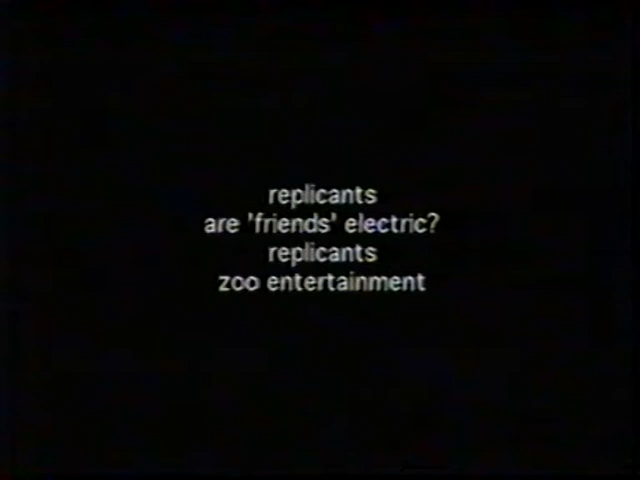 replicants
are 'friends' electric?
replicants
zoo entertainment